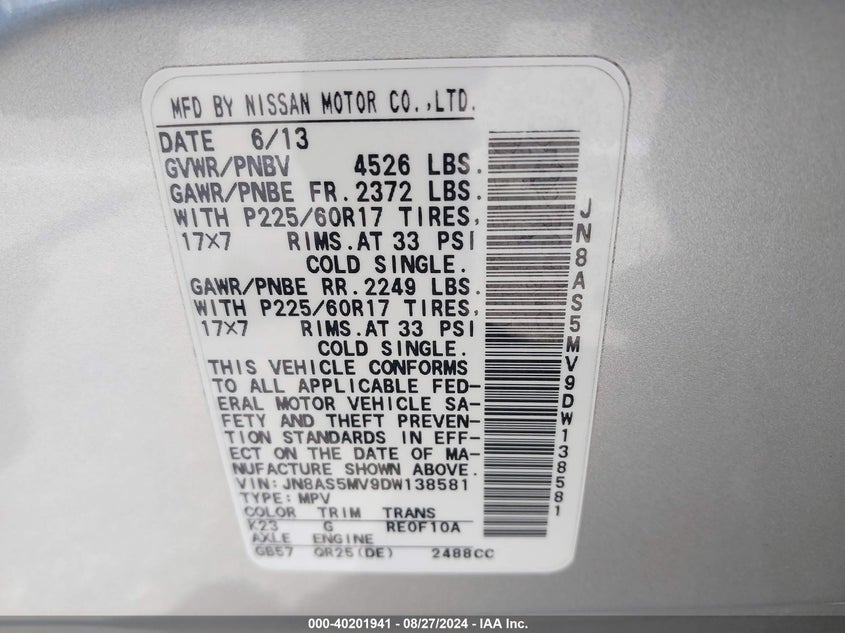 MFD BY NISSAN MOTOR CO.,LTD.
DATE 6/13
GVWR/PNBV 4526 LBS.
GAWR/PNBE FR. 2372 LBS.
WITH P225/60R17 TIRES,
17X7 RIMS.AT 33 PSI
COLD SINGLE.
GAWR/PNBE RR. 2249 LBS.
WITH P225/60R17 TIRES,
17X7 RIMS.AT 33 PSI
COLD SINGLE.
THIS VEHICLE CONFORMS
TO ALL APPLICABLE FED-
ERAL MOTOR VEHICLE SA-
FETY AND THEFT PREVEN-
TION STANDARDS IN EFF-
ECT ON THE DATE OF MA-
NUFACTURE SHOWN ABOVE.
VIN: JN8AS5MV9DW138581
TYPE: MPV
COLOR TRIM TRANS
K23 G RE0F10A
AXLE ENGINE
GB57 QR25(DE) 2488CC
JN8AS5MV9DW138581
000-40201941 - 08/27/2024 - IAA Inc.